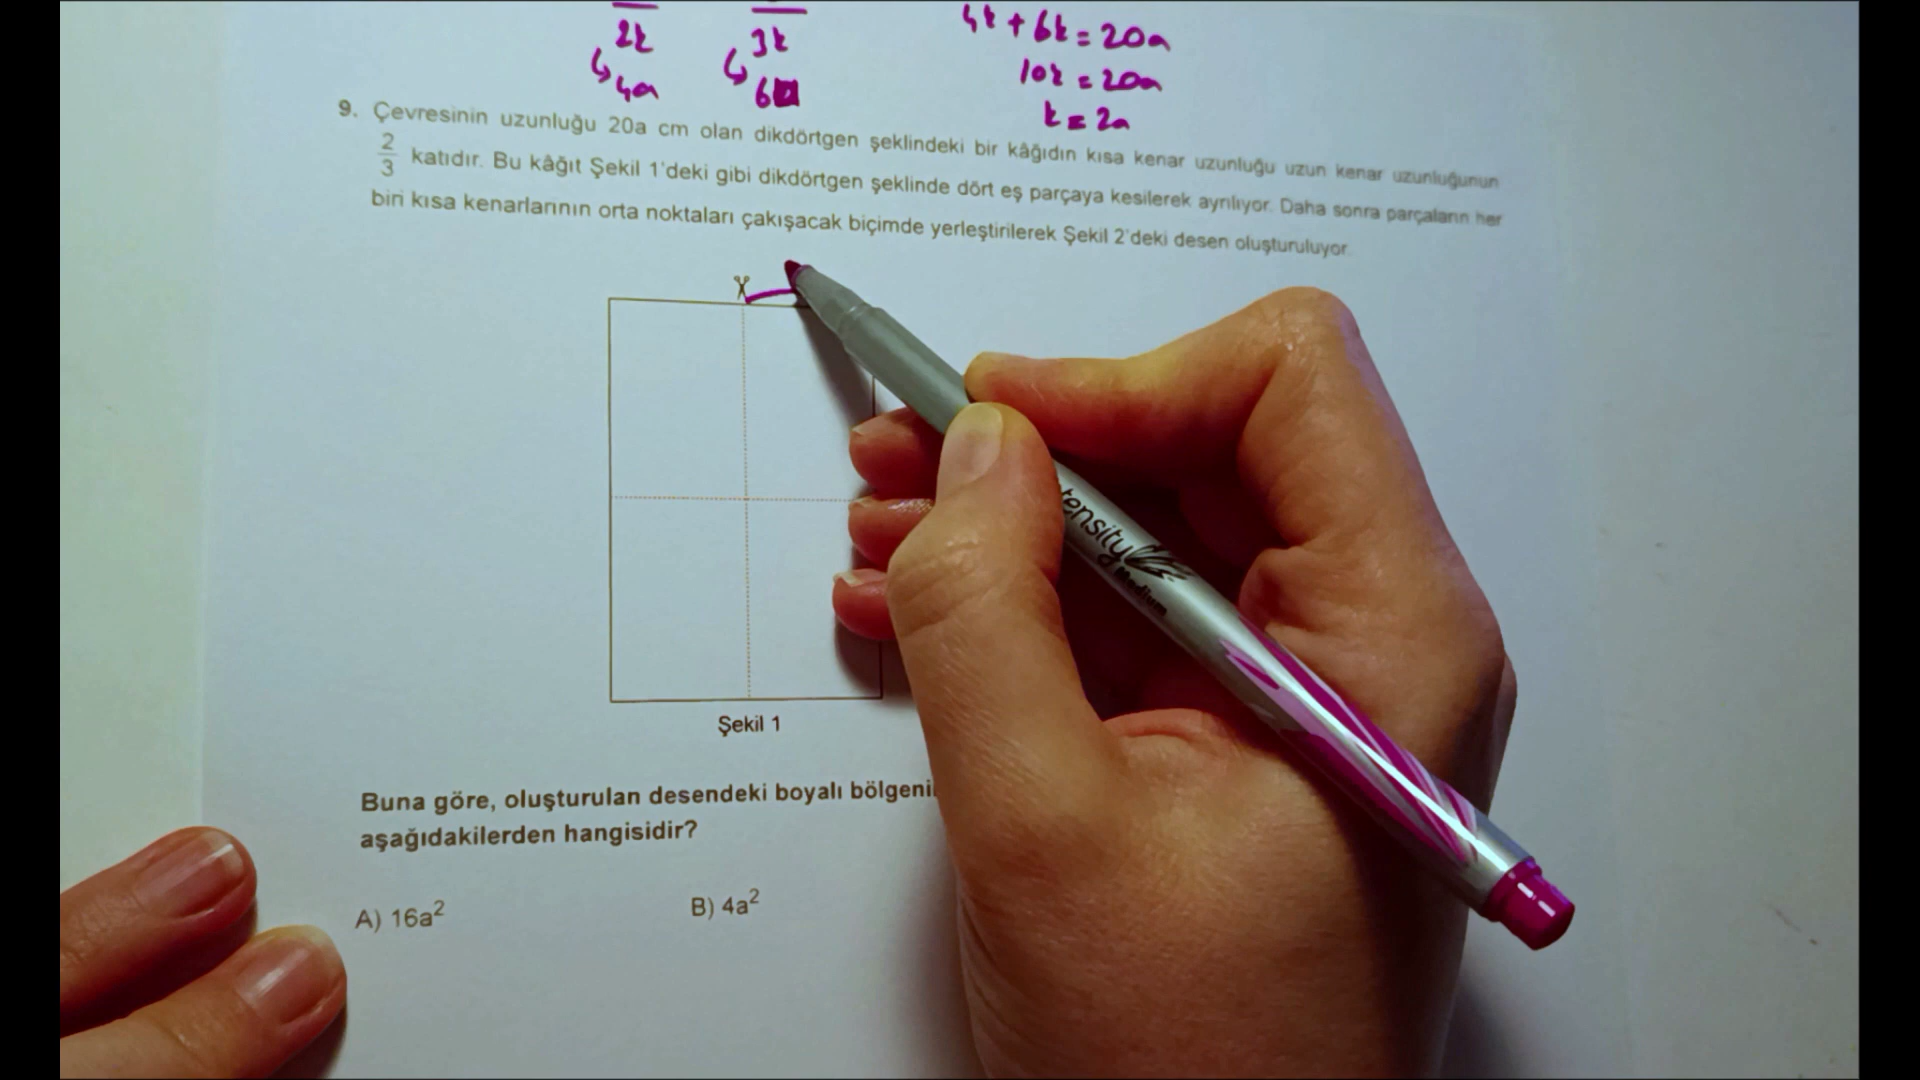 2k 3k 4k + 6k = 20a
4a 6a 10k = 20a
k = 2a
9. Çevresinin uzunluğu 20a cm olan dikdörtgen şeklindeki bir kâğıdın kısa kenar uzunluğu uzun kenar uzunluğunun
2/3 katıdır. Bu kâğıt Şekil 1'deki gibi dikdörtgen şeklinde dört eş parçaya kesilerek ayrılıyor. Daha sonra parçaların her
biri kısa kenarlarının orta noktaları çakışacak biçimde yerleştirilerek Şekil 2'deki desen oluşturuluyor.
Şekil 1
Buna göre, oluşturulan desendeki boyalı bölgeni
aşağıdakilerden hangisidir?
A) 16a² B) 4a²
tensity
Medium